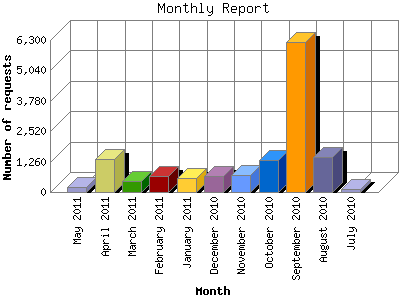 Monthly Report
Number of requests
6,300
5,040
3,780
2,520
1,260
0
May 2011
April 2011
March 2011
February 2011
January 2011
December 2010
November 2010
October 2010
September 2010
August 2010
July 2010
Month